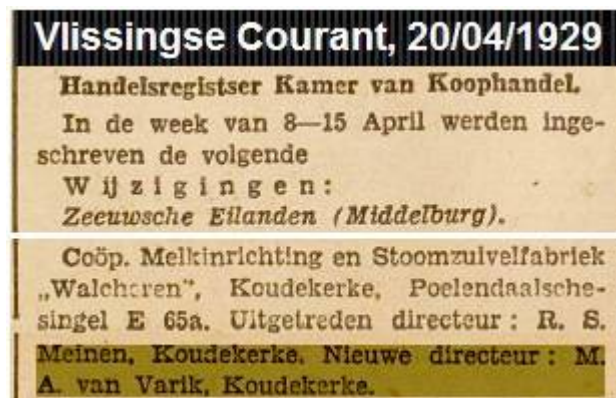 Vlissingse Courant, 20/04/1929
Handelsregistser Kamer van Koophandel.
In de week van 8—15 April werden inge-
schreven de volgende
Wijzigingen:
Zeeuwsche Eilanden (Middelburg).
Coöp. Melkinrichting en Stoomzuivelfabriek
„Walcheren”, Koudekerke, Poelendaalsche-
singel E 65a. Uitgetreden directeur: R. S.
Meinen, Koudekerke. Nieuwe directeur: M.
A. van Varik, Koudekerke.